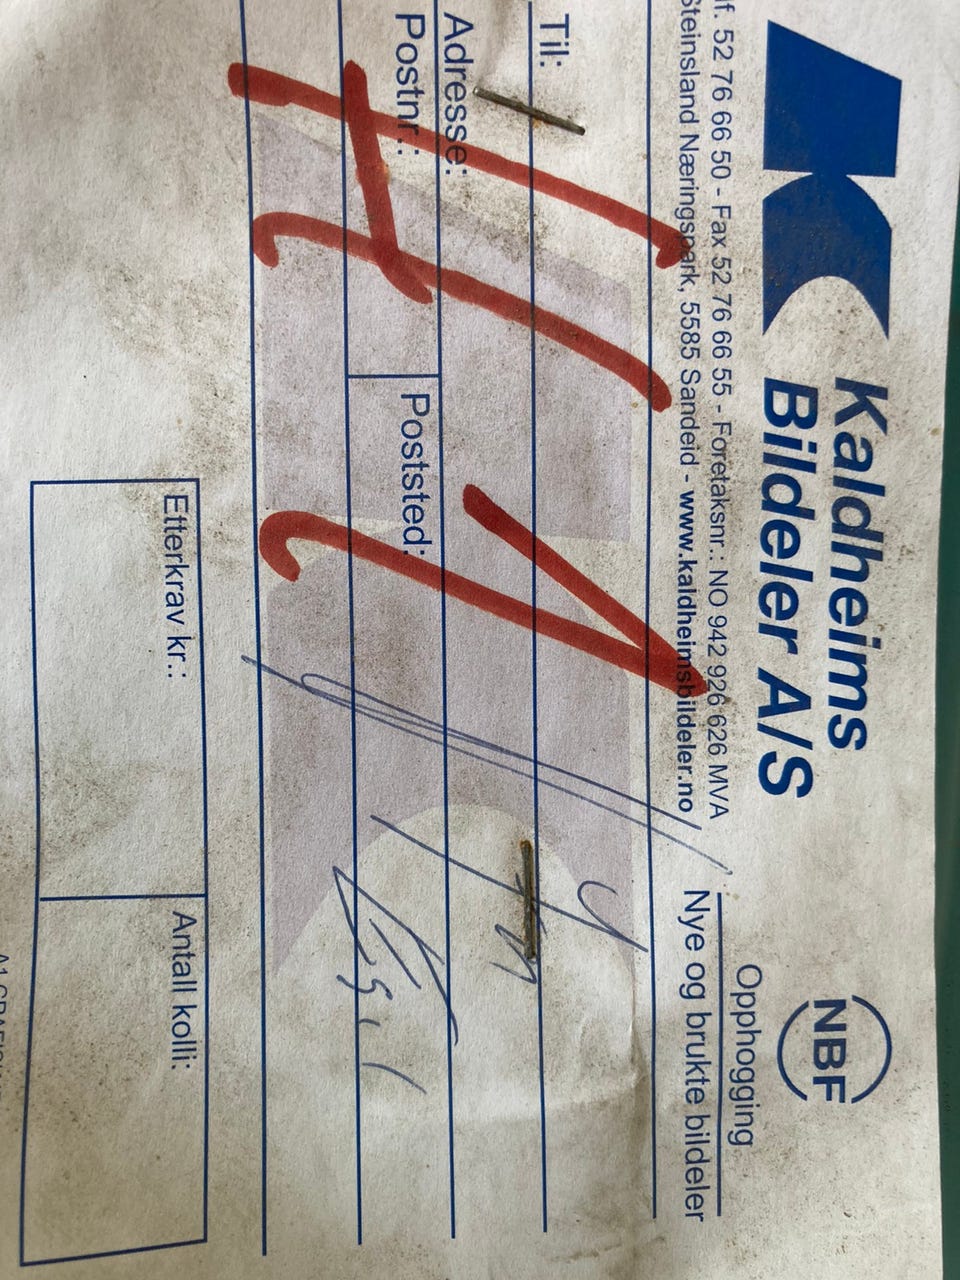 Kaldheims
Bildeler A/S
NBF
Opphogging
Nye og brukte bildeler
lf. 52 76 66 50 - Fax 52 76 66 55 - Foretaksnr.: NO 942 926 626 MVA
Steinsland Næringspark, 5585 Sandeid - www.kaldheimsbildeler.no
Til:
Adresse:
Postnr.:
Poststed:
H 1
Etterkrav kr.:
Antall kolli: